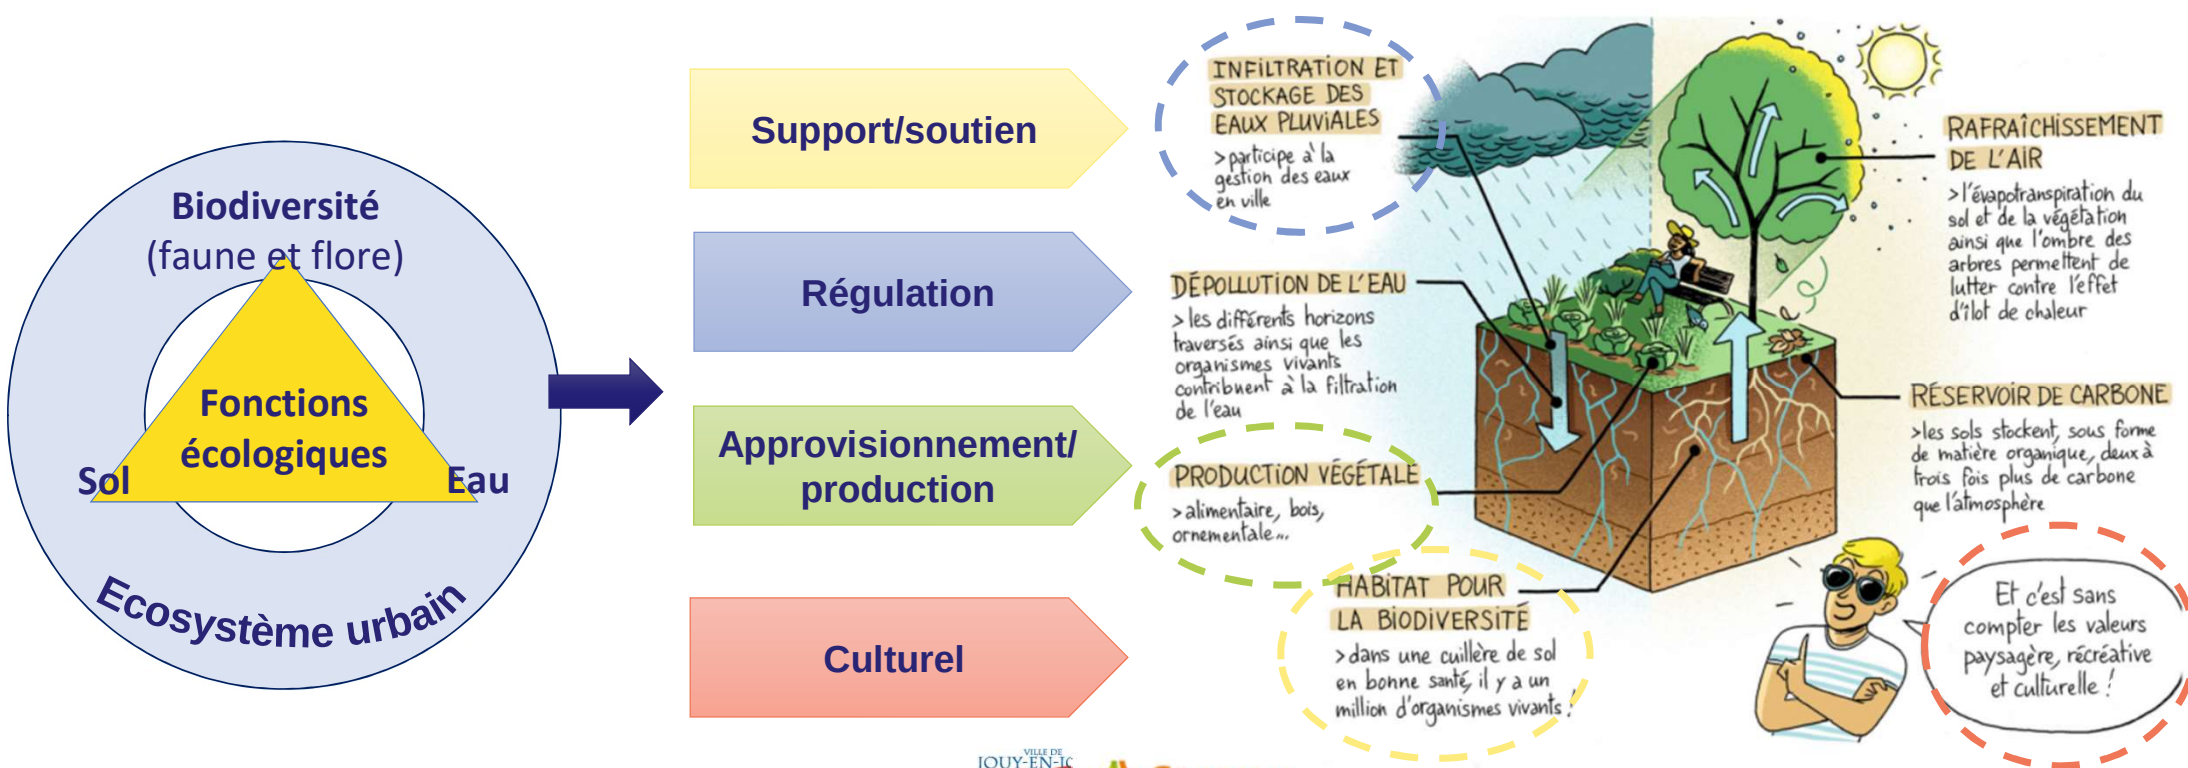 Biodiversité
(faune et flore)
Fonctions
écologiques
Sol
Eau
Ecosystème urbain
Support/soutien
Régulation
Approvisionnement/
production
Culturel
INFILTRATION ET
STOCKAGE DES
EAUX PLUVIALES
>participe à la
gestion des eaux
en ville
DÉPOLLUTION DE L'EAU
>les différents horizons
traversés ainsi que les
organismes vivants
contribuent à la filtration
de l'eau
PRODUCTION VÉGÉTALE
>alimentaire, bois,
ornementale...
HABITAT POUR
LA BIODIVERSITÉ
>dans une cuillère de sol
en bonne santé, il y a un
million d'organismes vivants !
RAFRAÎCHISSEMENT
DE L'AIR
>l'évapotranspiration du
sol et de la végétation
ainsi que l'ombre des
arbres permettent de
lutter contre l'effet
d'îlot de chaleur
RÉSERVOIR DE CARBONE
>les sols stockent, sous forme
de matière organique, deux à
trois fois plus de carbone
que l'atmosphère
Et c'est sans
compter les valeurs
paysagère, récréative
et culturelle !
VILLE DE
JOUY-EN-